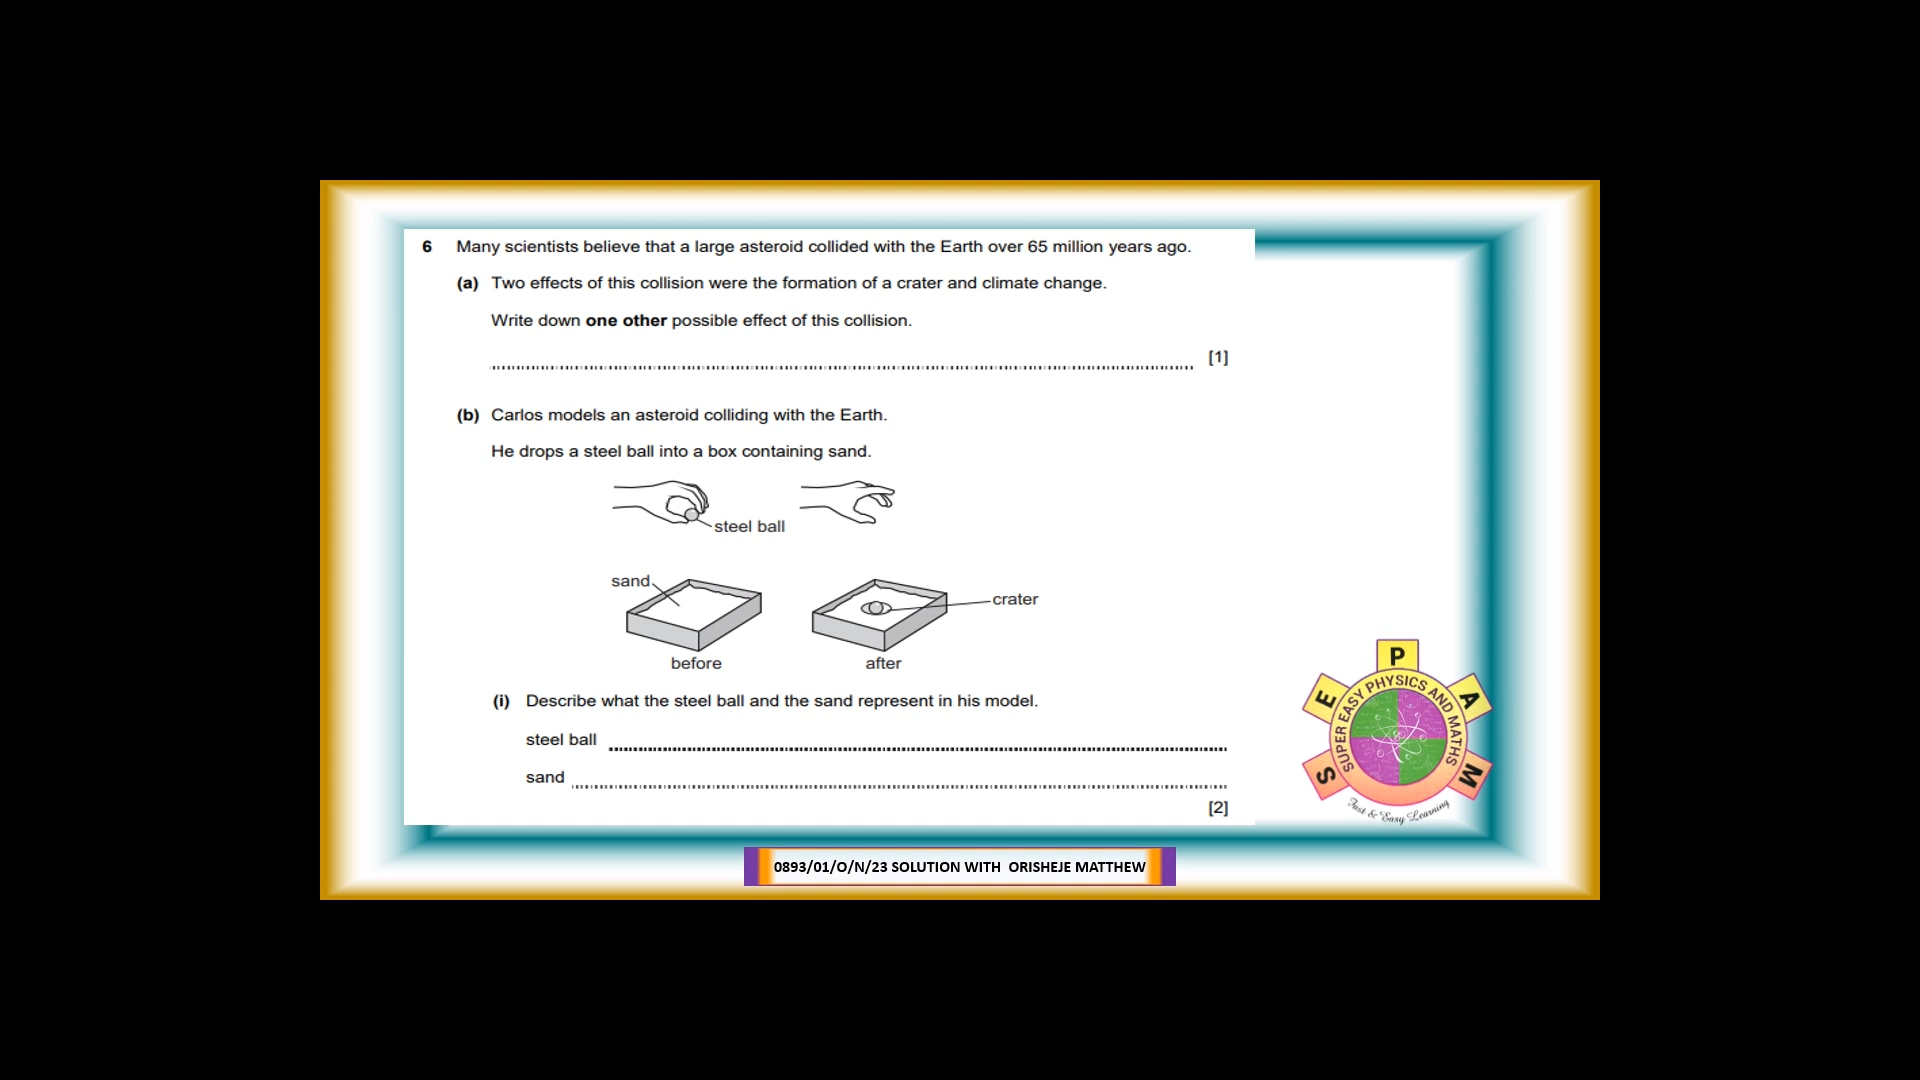 6 Many scientists believe that a large asteroid collided with the Earth over 65 million years ago.
(a) Two effects of this collision were the formation of a crater and climate change.
Write down one other possible effect of this collision.
[1]
(b) Carlos models an asteroid colliding with the Earth.
He drops a steel ball into a box containing sand.
steel ball
sand
crater
before after
(i) Describe what the steel ball and the sand represent in his model.
steel ball
sand
[2]
S E P A M
SUPER EASY PHYSICS AND MATHS
Fast & Easy Learning
0893/01/O/N/23 SOLUTION WITH ORISHEJE MATTHEW